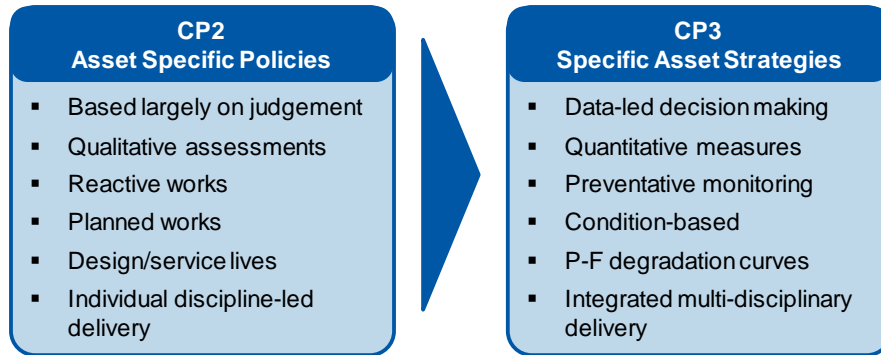 CP2
Asset Specific Policies
▪ Based largely on judgement
▪ Qualitative assessments
▪ Reactive works
▪ Planned works
▪ Design/service lives
▪ Individual discipline-led
delivery
CP3
Specific Asset Strategies
▪ Data-led decision making
▪ Quantitative measures
▪ Preventative monitoring
▪ Condition-based
▪ P-F degradation curves
▪ Integrated multi-disciplinary
delivery